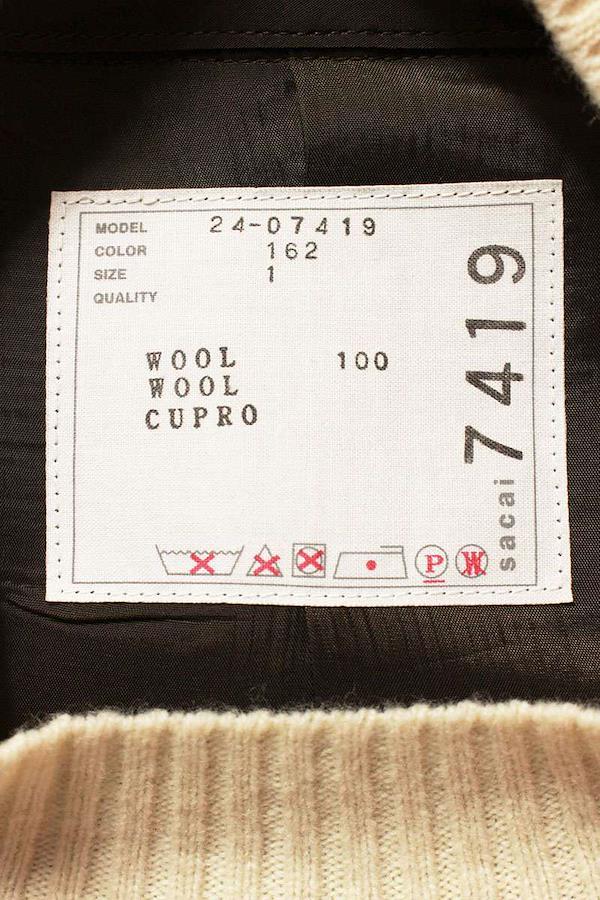 MODEL 24-07419
COLOR 162
SIZE 1
QUALITY
WOOL 100
WOOL
CUPRO
P W
sacai 7419